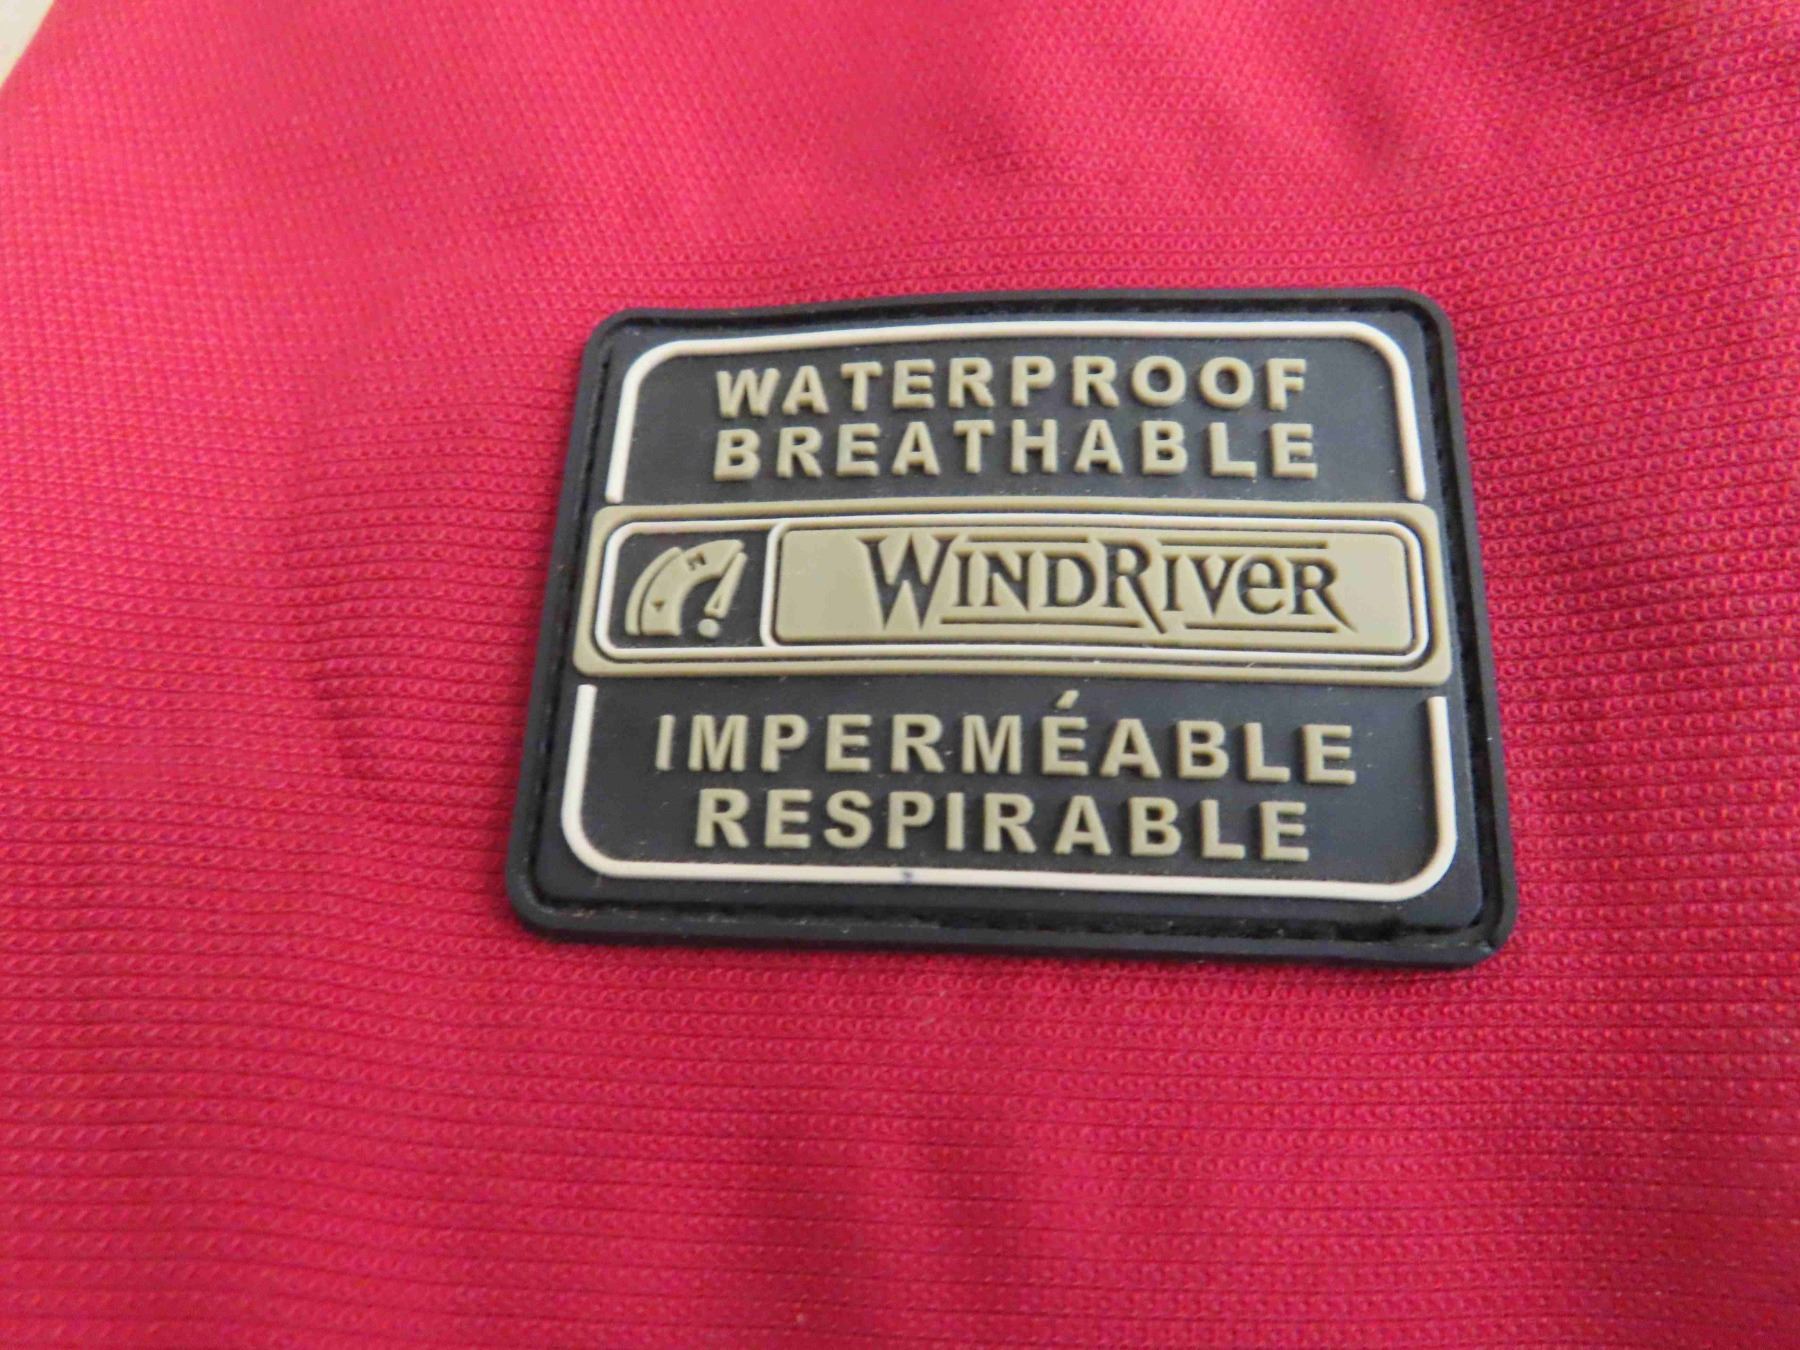 WATERPROOF
BREATHABLE
WINDRIVER
IMPERMÉABLE
RESPIRABLE